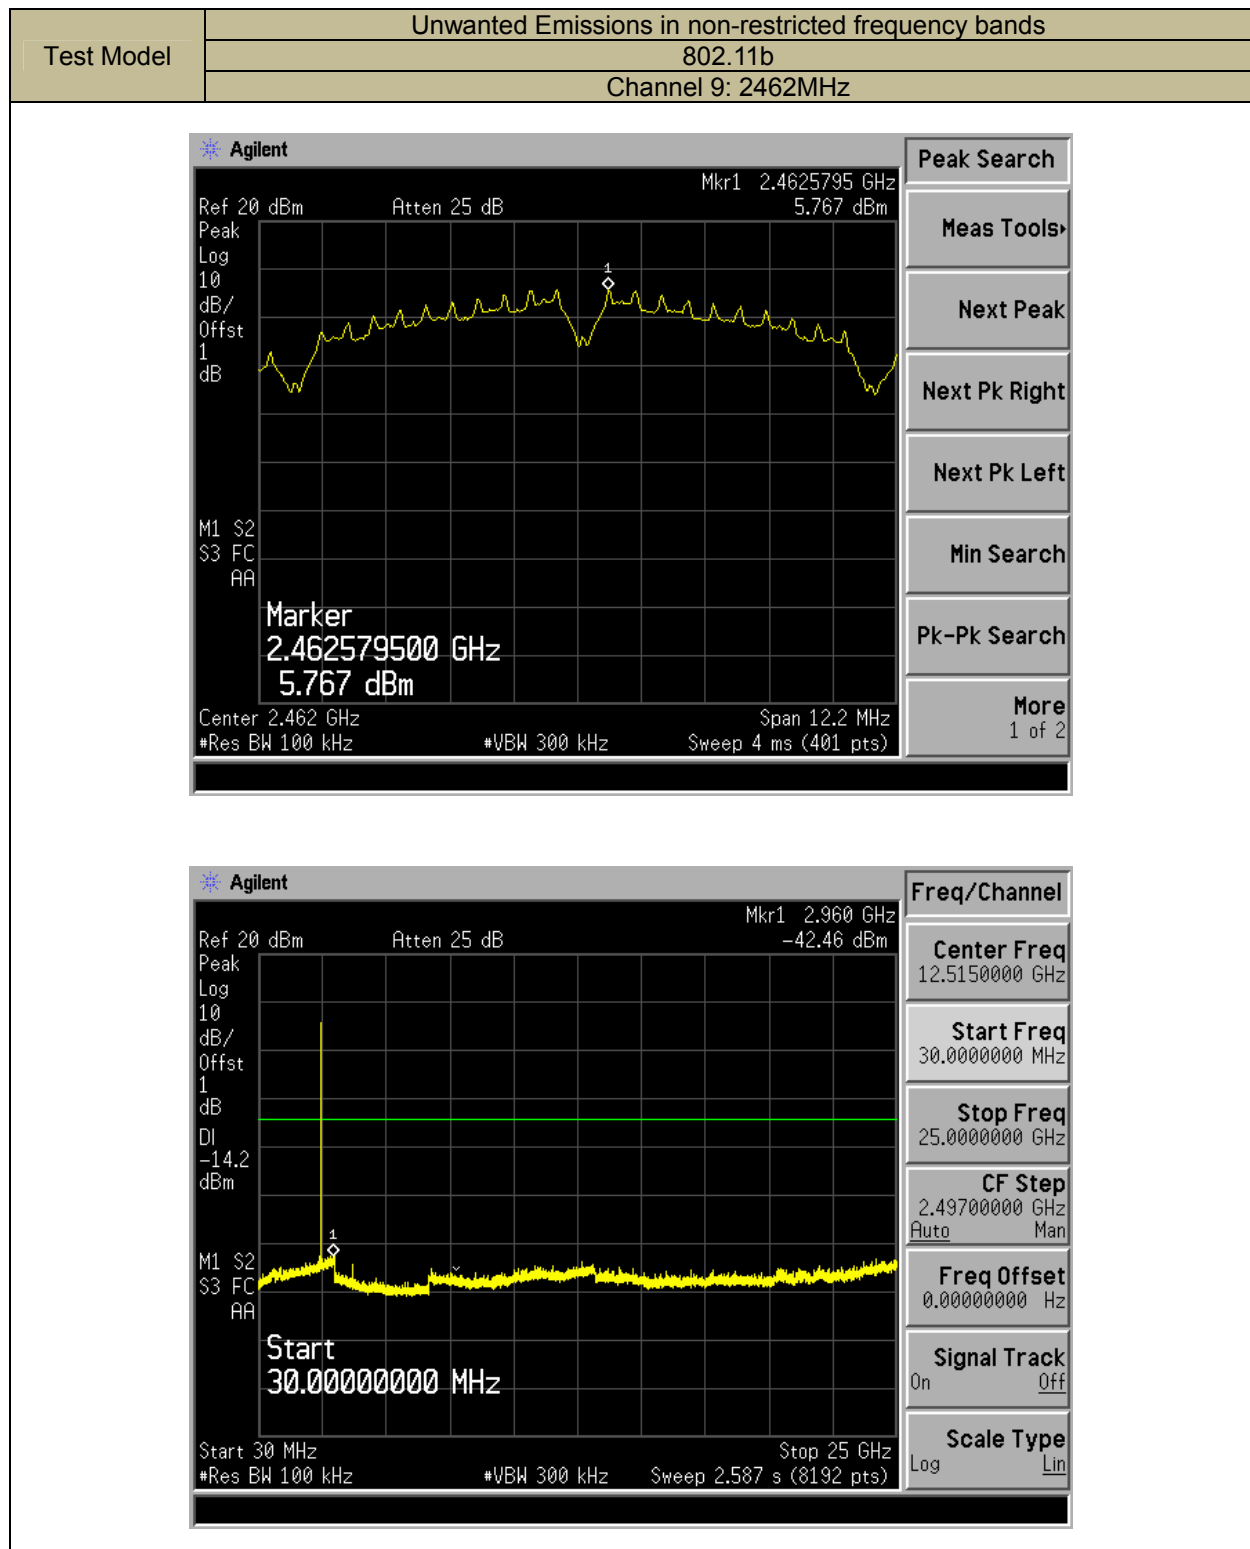 Test Model
Unwanted Emissions in non-restricted frequency bands
802.11b
Channel 9: 2462MHz
Agilent
Peak Search
Mkr1 2.4625795 GHz
Ref 20 dBm Atten 25 dB 5.767 dBm
Peak
Log
10
dB/
Offst
1
dB
1
M1 S2
S3 FC
AA
Marker
2.462579500 GHz
5.767 dBm
Center 2.462 GHz Span 12.2 MHz
#Res BW 100 kHz #VBW 300 kHz Sweep 4 ms (401 pts)
Meas Tools
Next Peak
Next Pk Right
Next Pk Left
Min Search
Pk-Pk Search
More
1 of 2
Agilent
Freq/Channel
Mkr1 2.960 GHz
Ref 20 dBm Atten 25 dB -42.46 dBm
Peak
Log
10
dB/
Offst
1
dB
DI
-14.2
dBm
1
M1 S2
S3 FC
AA
Start
30.00000000 MHz
Start 30 MHz Stop 25 GHz
#Res BW 100 kHz #VBW 300 kHz Sweep 2.587 s (8192 pts)
Center Freq
12.5150000 GHz
Start Freq
30.0000000 MHz
Stop Freq
25.0000000 GHz
CF Step
2.49700000 GHz
Auto Man
Freq Offset
0.00000000 Hz
Signal Track
On Off
Scale Type
Log Lin